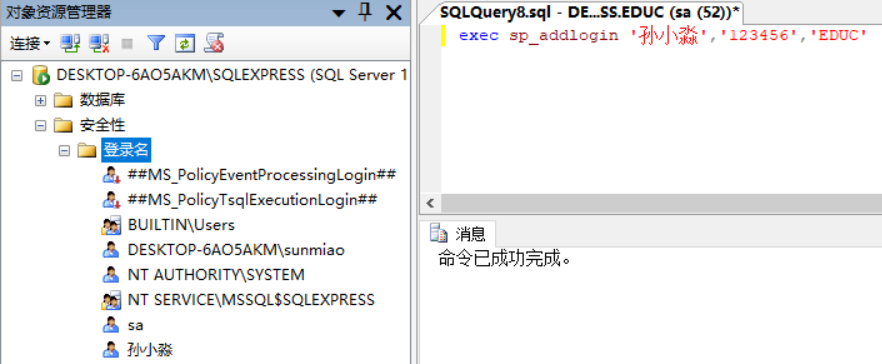 对象资源管理器
连接
DESKTOP-6AO5AKM\SQLEXPRESS (SQL Server 1
数据库
安全性
登录名
##MS_PolicyEventProcessingLogin##
##MS_PolicyTsqlExecutionLogin##
BUILTIN\Users
DESKTOP-6AO5AKM\sunmiao
NT AUTHORITY\SYSTEM
NT SERVICE\MSSQL$SQLEXPRESS
sa
孙小淼
SQLQuery8.sql - DE...SS.EDUC (sa (52))*
exec sp_addlogin '孙小淼','123456','EDUC'
消息
命令已成功完成。